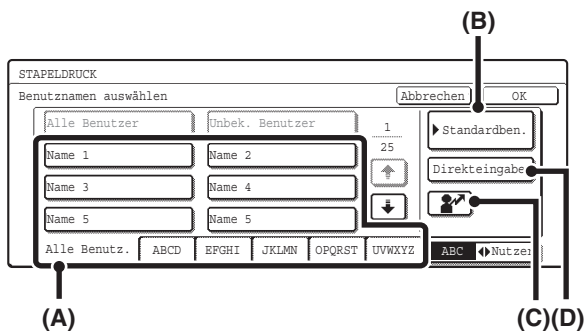 (B)
STAPELDRUCK
Benutznamen auswählen
Abbrechen
OK
Alle Benutzer
Unbek. Benutzer
1
25
Standardben.
Name 1
Name 2
Direkteingabe
Name 3
Name 4
Name 5
Name 5
Alle Benutz.
ABCD
EFGHI
JKLMN
OPQRST
UVWXYZ
ABC
Nutzer
(A)
(C)(D)